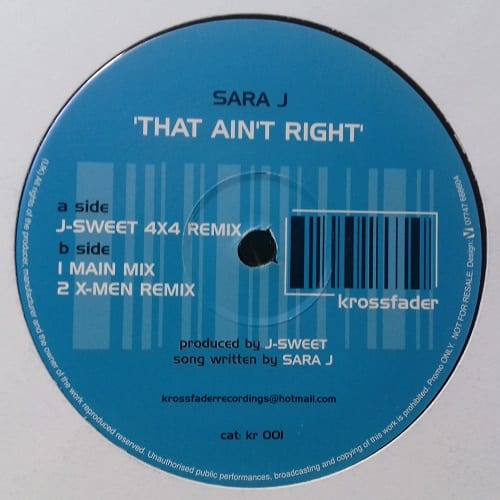 SARA J
'THAT AIN'T RIGHT'
a side
J-SWEET 4X4 REMIX
b side
1 MAIN MIX
2 X-MEN REMIX
krossfader
produced by J-SWEET
song written by SARA J
krossfaderrecordings@hotmail.com
cat: kr 001
(UK) All rights of the producer, manufacturer and the owner of the work reproduced reserved. Unauthorised public performances, broadcasting and copying of this work is prohibited. Promo ONLY. NOT FOR RESALE. Design: 07747 688604